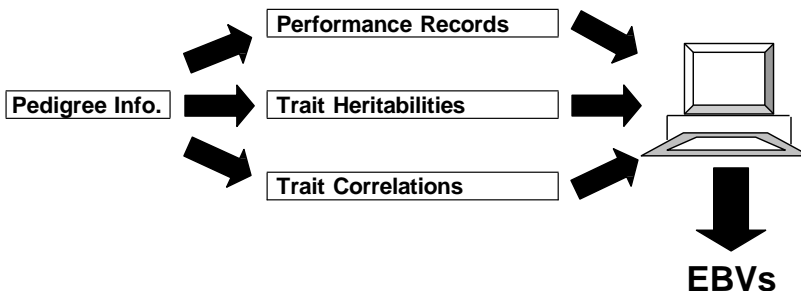 Performance Records
Pedigree Info.
Trait Heritabilities
Trait Correlations
EBVs